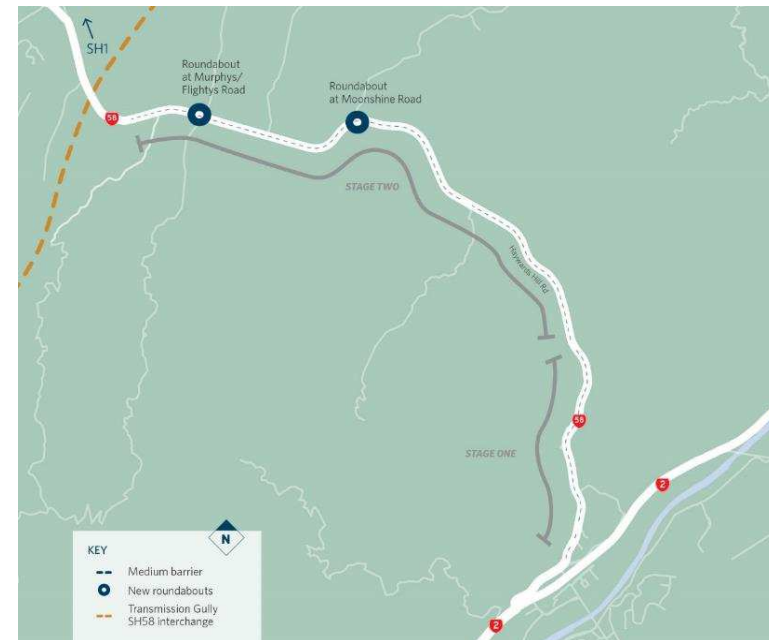 SH1
Roundabout
at Murphys/
Flightys Road
Roundabout
at Moonshine Road
58
STAGE TWO
Haywards Hill Rd
58
STAGE ONE
2
2
N
KEY
Medium barrier
New roundabouts
Transmission Gully
SH58 interchange